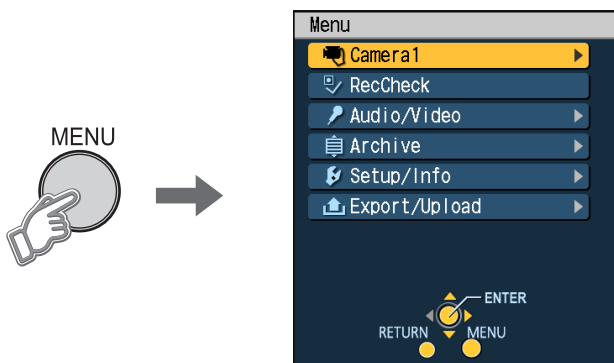 MENU
Menu
Camera1
RecCheck
Audio/Video
Archive
Setup/Info
Export/Upload
ENTER
RETURN MENU